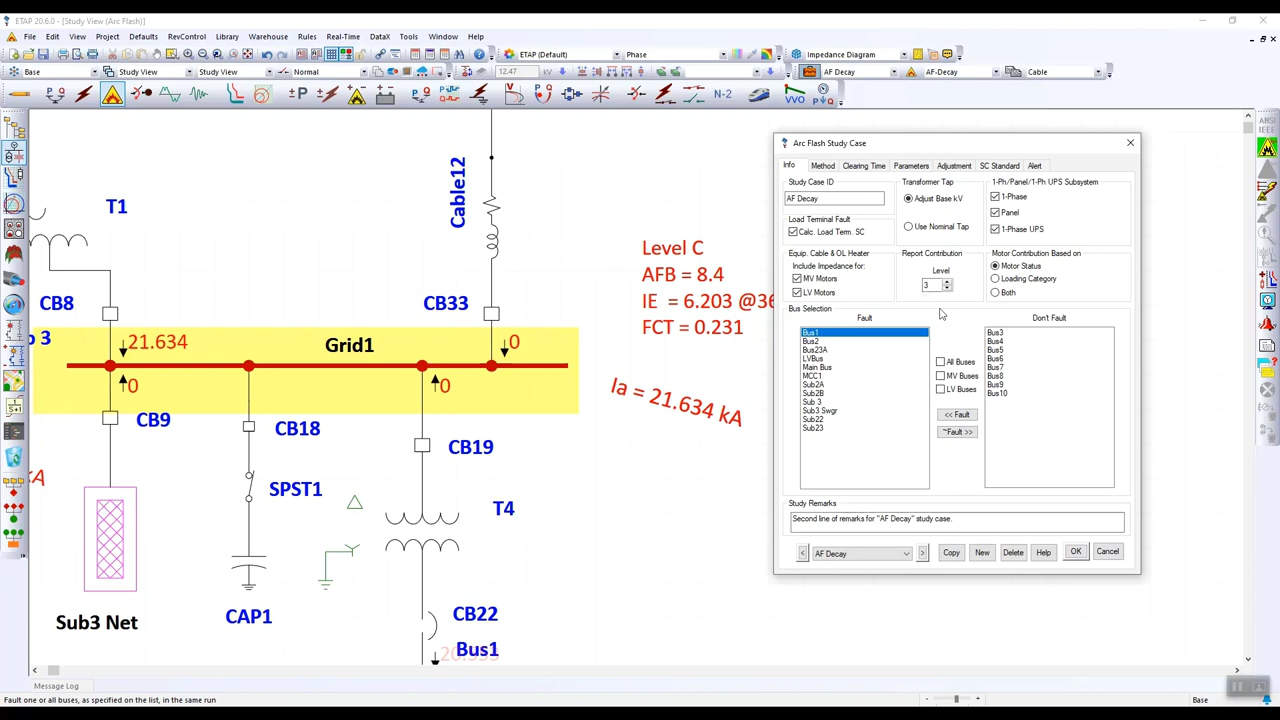 ETAP 20.6.0 - [Study View (Arc Flash)]
File Edit View Project Defaults RevControl Library Warehouse Rules Real-Time DataX Tools Window Help
ETAP (Default) Phase Impedance Diagram
Base Study View Study View Normal 12.47 kV AF Decay AF-Decay Cable
N-2 VVO
ANSI
IEEE
T1
Cable12
CB8
CB33
b 3
21.634
Grid1
0
0
0
CB9
CB18
CB19
SPST1
T4
CAP1
CB22
Sub3 Net
Bus1
kA
Level C
AFB = 8.4
IE = 6.203 @36
FCT = 0.231
Ia = 21.634 kA
Arc Flash Study Case
Info Method Clearing Time Parameters Adjustment SC Standard Alert
Study Case ID
AF Decay
Transformer Tap
Adjust Base kV
Use Nominal Tap
1-Ph/Panel/1-Ph UPS Subsystem
1-Phase
Panel
1-Phase UPS
Load Terminal Fault
Calc. Load Term. SC
Equip. Cable & OL Heater
Include Impedance for:
MV Motors
LV Motors
Report Contribution
Level
3
Motor Contribution Based on
Motor Status
Loading Category
Both
Bus Selection
Fault
Bus1
Bus2
Bus23A
LVBus
Main Bus
MCC1
Sub2A
Sub2B
Sub 3
Sub3 Swgr
Sub22
Sub23
All Buses
MV Buses
LV Buses
<< Fault
~Fault >>
Don't Fault
Bus3
Bus4
Bus5
Bus6
Bus7
Bus8
Bus9
Bus10
Study Remarks
Second line of remarks for "AF Decay" study case.
< AF Decay > Copy New Delete Help OK Cancel
Message Log
Fault one or all buses, as specified on the list, in the same run
Base